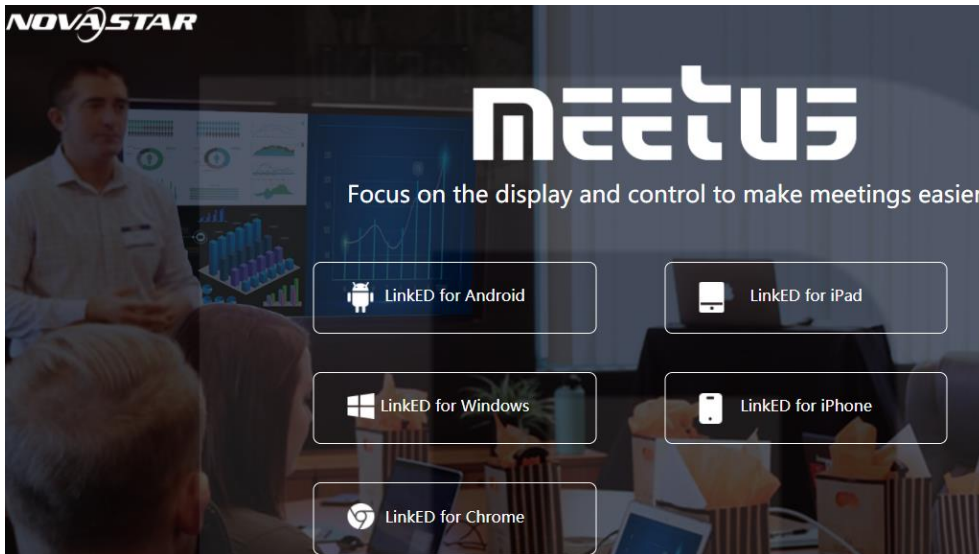 NOVASTAR
meetus
Focus on the display and control to make meetings easier
LinkED for Android
LinkED for iPad
LinkED for Windows
LinkED for iPhone
LinkED for Chrome